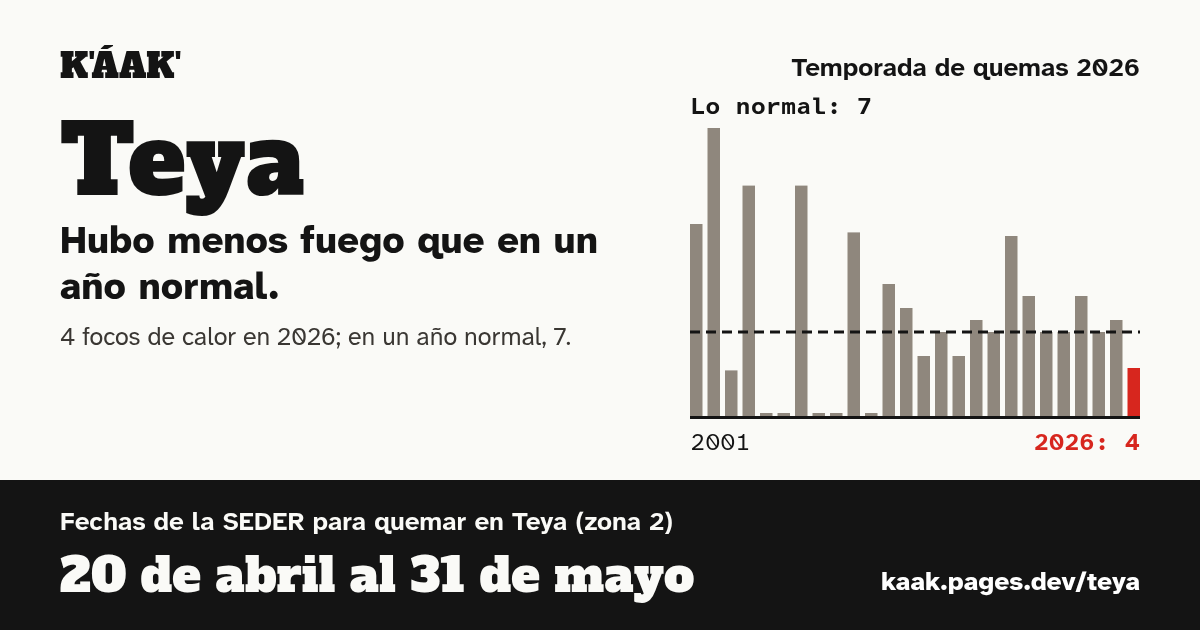 K'ÁAK'
Teya
Hubo menos fuego que en un
año normal.
4 focos de calor en 2026; en un año normal, 7.
Temporada de quemas 2026
Lo normal: 7
2001
2026: 4
Fechas de la SEDER para quemar en Teya (zona 2)
20 de abril al 31 de mayo
kaak.pages.dev/teya